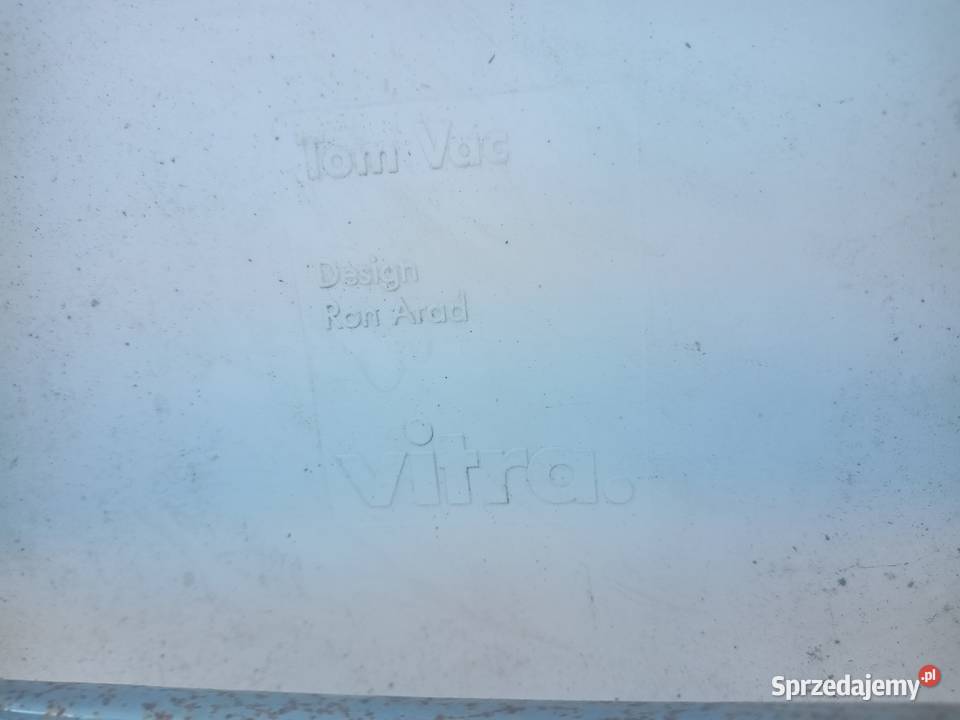 Tom Vac
Design
Ron Arad
vitra.
Sprzedajemy.pl